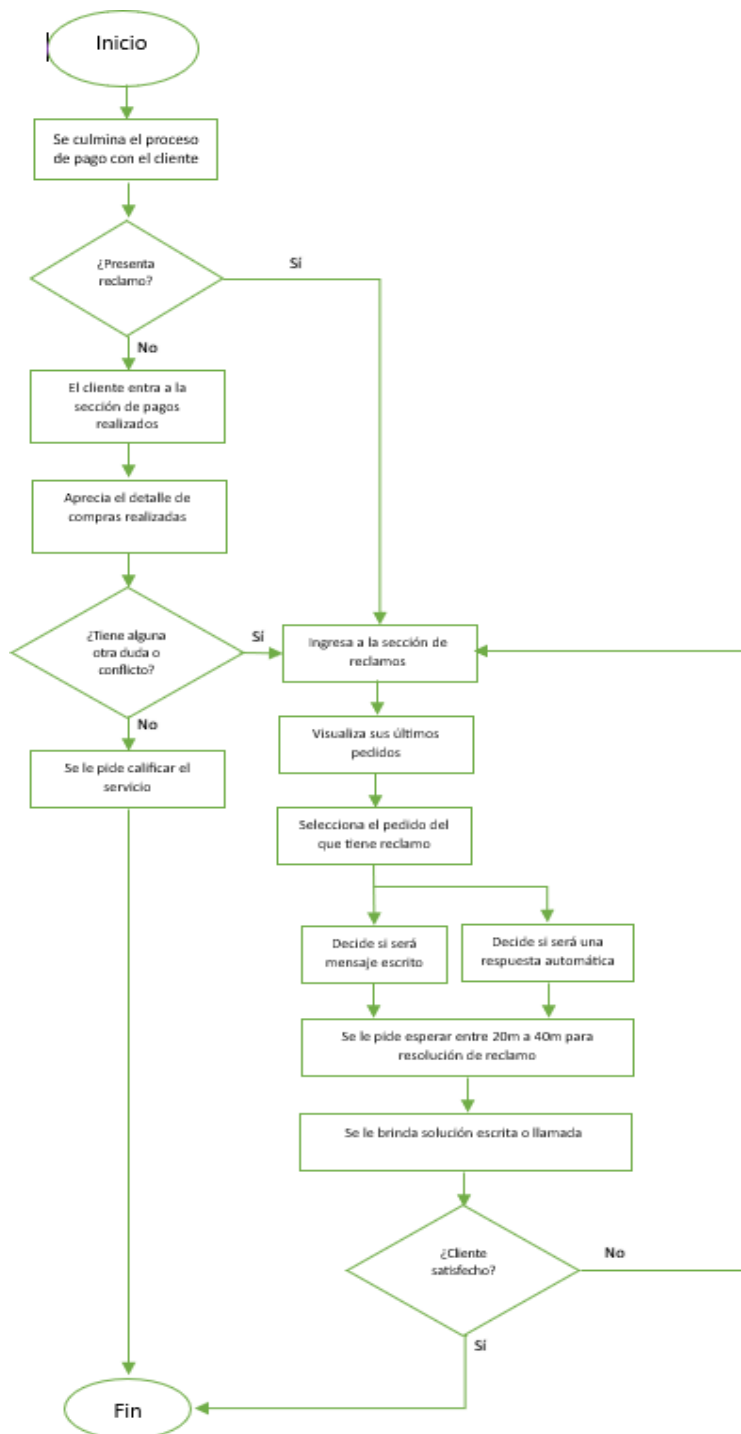 Inicio
Se culmina el proceso
de pago con el cliente
¿Presenta
reclamo?
Sí
No
El cliente entra a la
sección de pagos
realizados
Aprecia el detalle de
compras realizadas
¿Tiene alguna
otra duda o
conflicto?
Sí
No
Se le pide calificar el
servicio
Ingresa a la sección de
reclamos
Visualiza sus últimos
pedidos
Selecciona el pedido del
que tiene reclamo
Decide si será
mensaje escrito
Decide si será una
respuesta automática
Se le pide esperar entre 20m a 40m para
resolución de reclamo
Se le brinda solución escrita o llamada
¿Cliente
satisfecho?
No
Sí
Fin